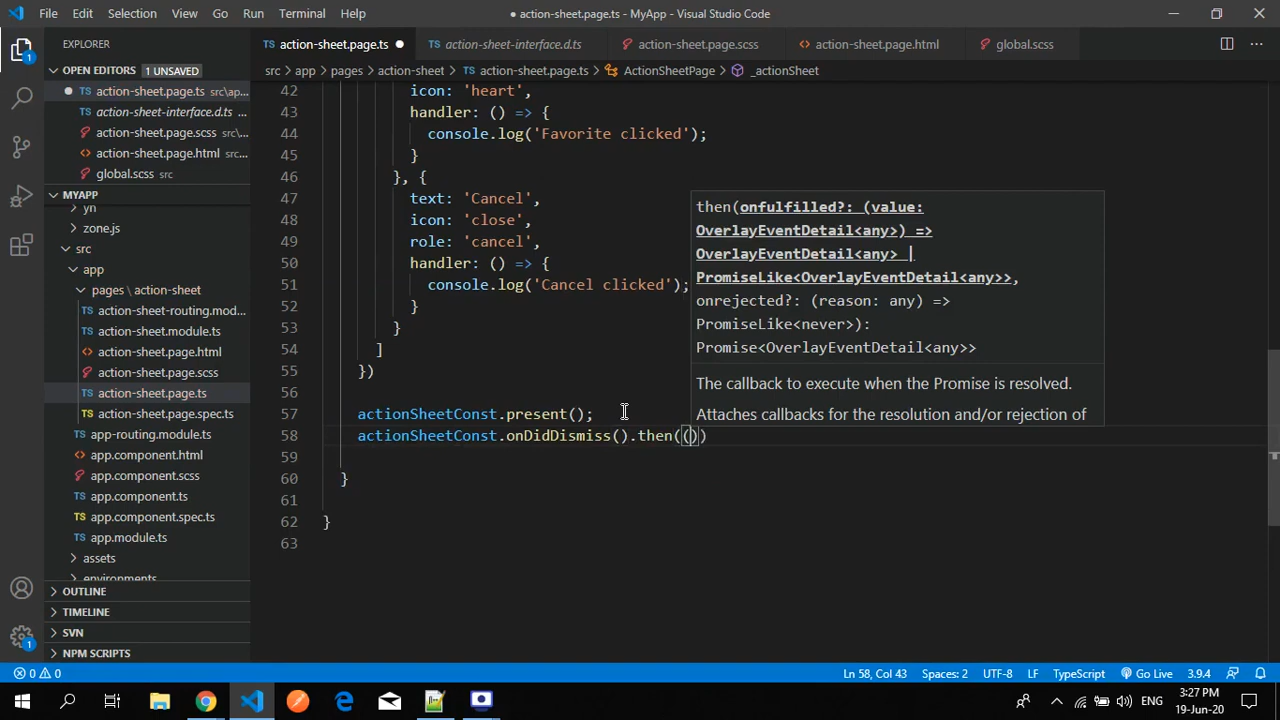 File Edit Selection View Go Run Terminal Help
● action-sheet.page.ts - MyApp - Visual Studio Code
EXPLORER
OPEN EDITORS 1 UNSAVED
action-sheet.page.ts src\ap...
action-sheet-interface.d.ts ...
action-sheet.page.scss src\...
action-sheet.page.html src\...
global.scss src
MYAPP
yn
zone.js
src
app
pages \ action-sheet
action-sheet-routing.mod...
action-sheet.module.ts
action-sheet.page.html
action-sheet.page.scss
action-sheet.page.ts
action-sheet.page.spec.ts
app-routing.module.ts
app.component.html
app.component.scss
app.component.ts
app.component.spec.ts
app.module.ts
assets
environments
OUTLINE
TIMELINE
SVN
NPM SCRIPTS
TS action-sheet.page.ts ● TS action-sheet-interface.d.ts action-sheet.page.scss <> action-sheet.page.html global.scss
src > app > pages > action-sheet > TS action-sheet.page.ts > ActionSheetPage > _actionSheet
42 icon: 'heart',
43 handler: () => {
44 console.log('Favorite clicked');
45 }
46 }, {
47 text: 'Cancel',
48 icon: 'close',
49 role: 'cancel',
50 handler: () => {
51 console.log('Cancel clicked');
52 }
53 }
54 ]
55 })
56
57 actionSheetConst.present();
58 actionSheetConst.onDidDismiss().then(())
59
60 }
61
62 }
63
then(onfulfilled?: (value:
OverlayEventDetail<any>) =>
OverlayEventDetail<any> |
PromiseLike<OverlayEventDetail<any>>,
onrejected?: (reason: any) =>
PromiseLike<never>):
Promise<OverlayEventDetail<any>>
The callback to execute when the Promise is resolved.
Attaches callbacks for the resolution and/or rejection of
0 0 Ln 58, Col 43 Spaces: 2 UTF-8 LF TypeScript Go Live 3.9.4
ENG 3:27 PM
19-Jun-20